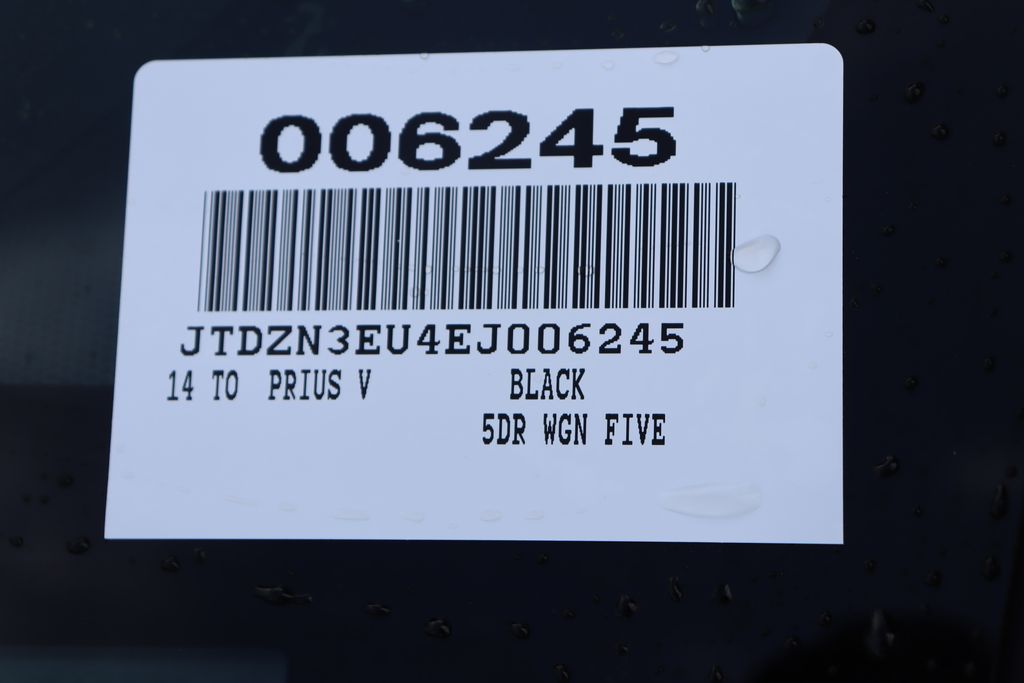 006245
JTDZN3EU4EJ006245
14 TO PRIUS V BLACK
5DR WGN FIVE